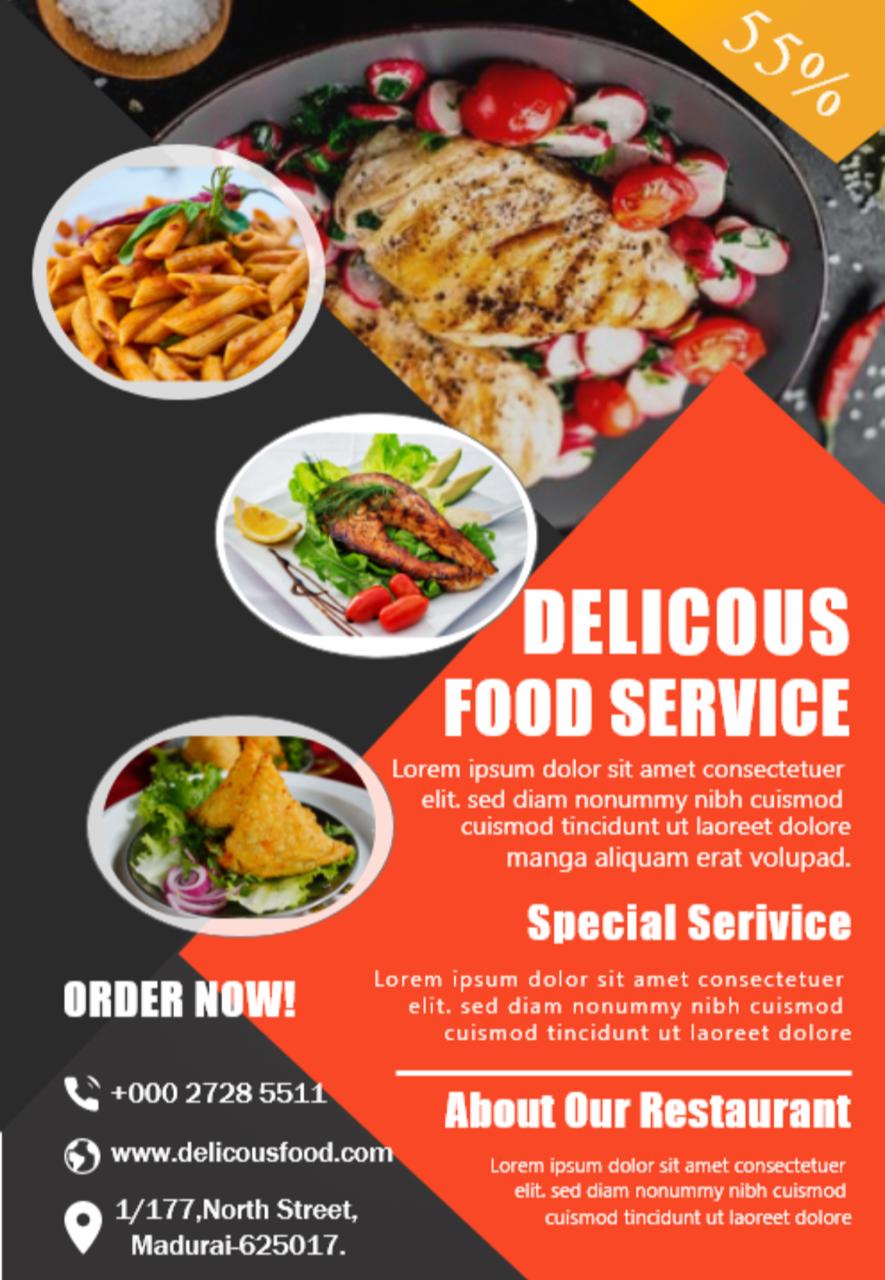 55%
DELICOUS
FOOD SERVICE
Lorem ipsum dolor sit amet consectetuer
elit. sed diam nonummy nibh cuismod
cuismod tincidunt ut laoreet dolore
manga aliquam erat volupad.
Special Serivice
Lorem ipsum dolor sit amet consectetuer
elit. sed diam nonummy nibh cuismod
cuismod tincidunt ut laoreet dolore
About Our Restaurant
Lorem ipsum dolor sit amet consectetuer
elit. sed diam nonummy nibh cuismod
cuismod tincidunt ut laoreet dolore
ORDER NOW!
+000 2728 5511
www.delicousfood.com
1/177,North Street,
Madurai-625017.